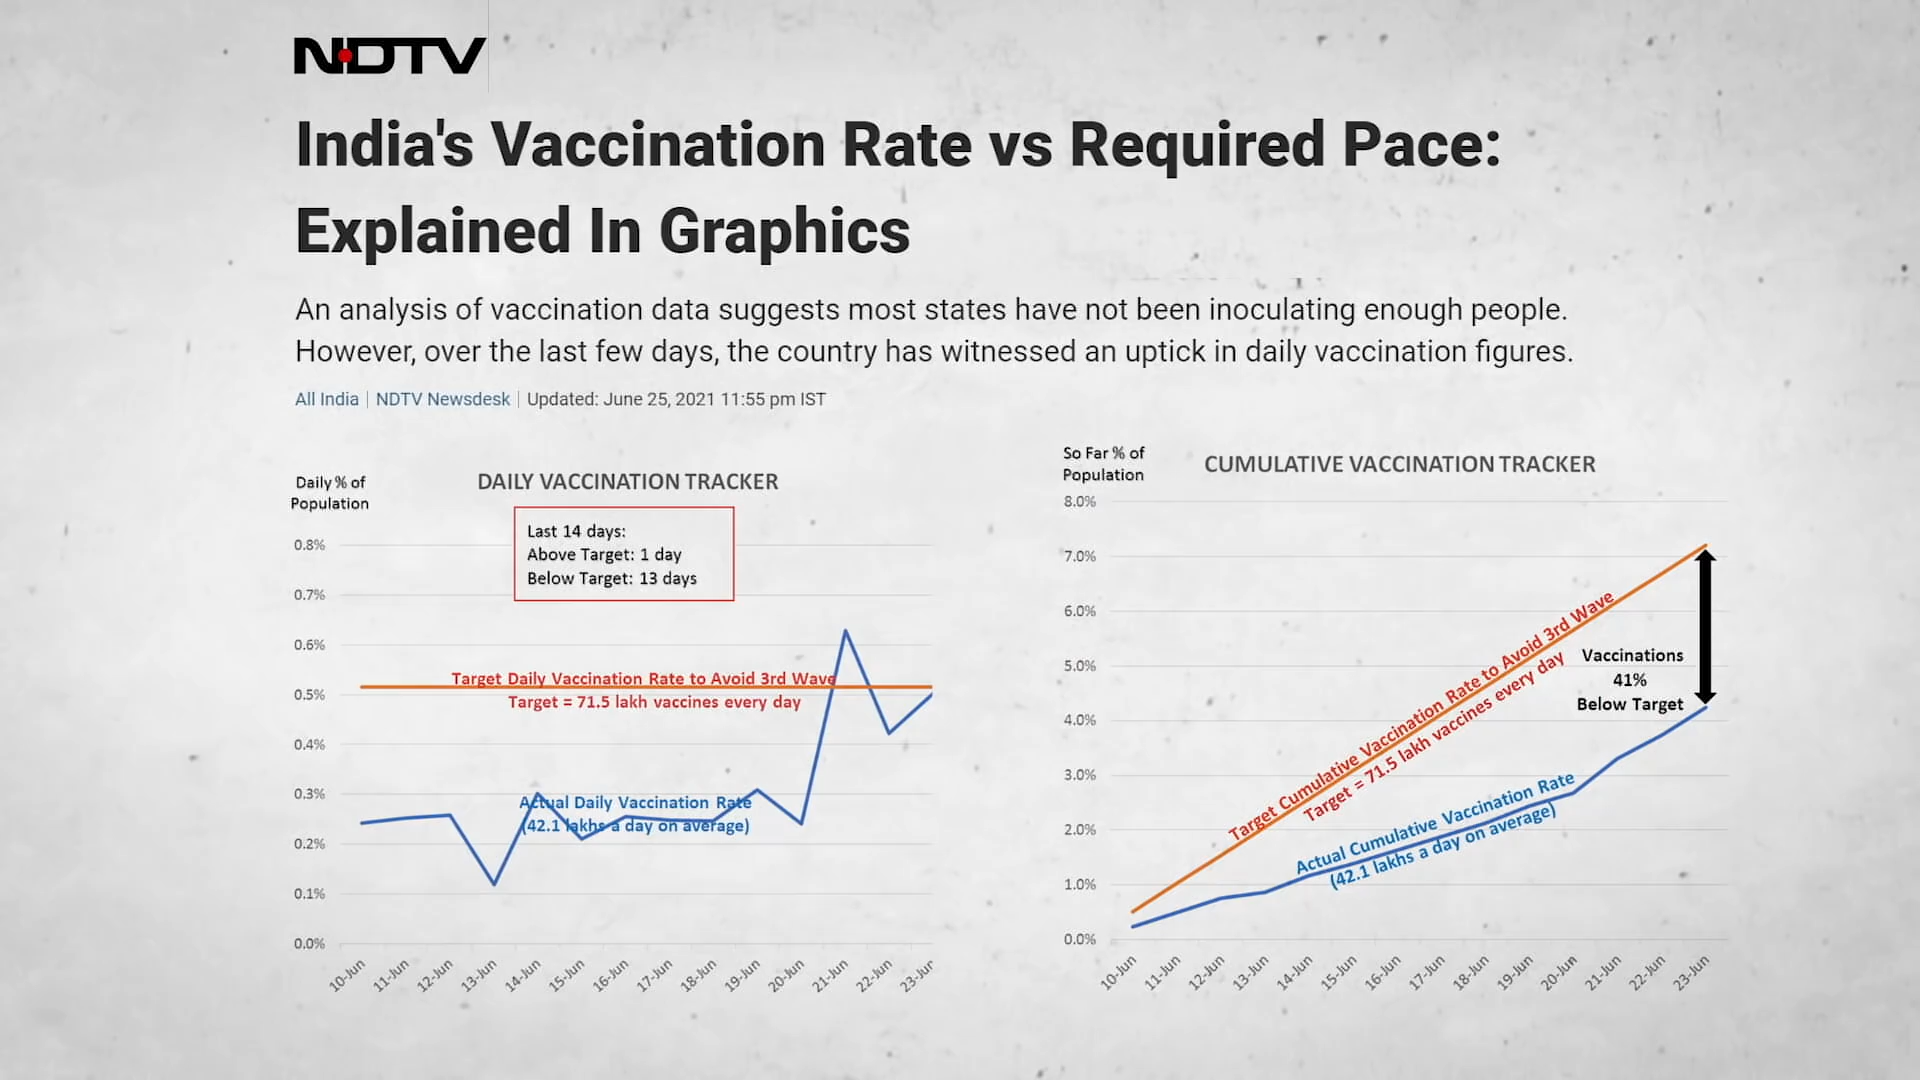 NDTV
India's Vaccination Rate vs Required Pace:
Explained In Graphics
An analysis of vaccination data suggests most states have not been inoculating enough people.
However, over the last few days, the country has witnessed an uptick in daily vaccination figures.
All India | NDTV Newsdesk | Updated: June 25, 2021 11:55 pm IST
Daily % of
Population
DAILY VACCINATION TRACKER
Last 14 days:
Above Target: 1 day
Below Target: 13 days
0.8%
0.7%
0.6%
0.5%
0.4%
0.3%
0.2%
0.1%
0.0%
Target Daily Vaccination Rate to Avoid 3rd Wave
Target = 71.5 lakh vaccines every day
Actual Daily Vaccination Rate
(42.1 lakhs a day on average)
10-Jun
11-Jun
12-Jun
13-Jun
14-Jun
15-Jun
16-Jun
17-Jun
18-Jun
19-Jun
20-Jun
21-Jun
22-Jun
23-Jun
So Far % of
Population
CUMULATIVE VACCINATION TRACKER
8.0%
7.0%
6.0%
5.0%
4.0%
3.0%
2.0%
1.0%
0.0%
Target Cumulative Vaccination Rate to Avoid 3rd Wave
Target = 71.5 lakh vaccines every day
Vaccinations
41%
Below Target
Actual Cumulative Vaccination Rate
(42.1 lakhs a day on average)
10-Jun
11-Jun
12-Jun
13-Jun
14-Jun
15-Jun
16-Jun
17-Jun
18-Jun
19-Jun
20-Jun
21-Jun
22-Jun
23-Jun